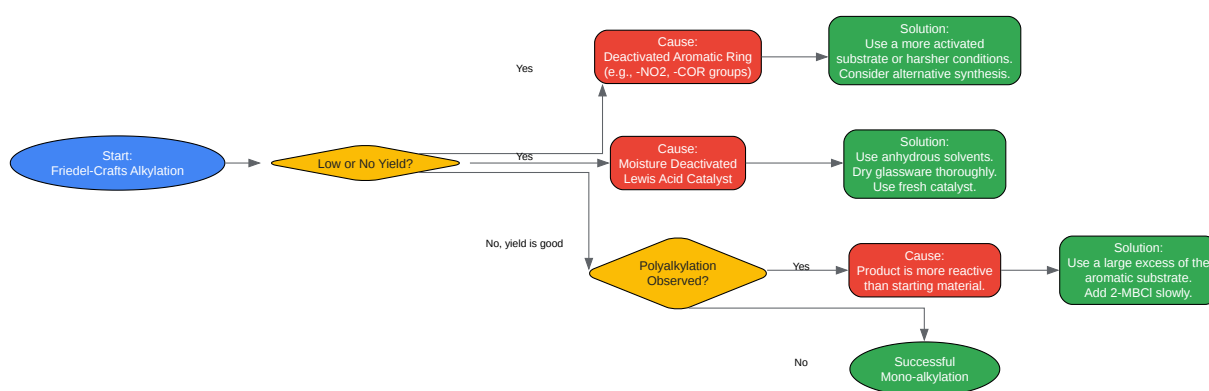 Cause:
Deactivated Aromatic Ring
(e.g., -NO2, -COR groups)
Solution:
Use a more activated
substrate or harsher conditions.
Consider alternative synthesis.
Yes
Start:
Friedel-Crafts Alkylation
Low or No Yield?
Yes
Cause:
Moisture Deactivated
Lewis Acid Catalyst
Solution:
Use anhydrous solvents.
Dry glassware thoroughly.
Use fresh catalyst.
No, yield is good
Polyalkylation
Observed?
Yes
Cause:
Product is more reactive
than starting material.
Solution:
Use a large excess of the
aromatic substrate.
Add 2-MBCl slowly.
No
Successful
Mono-alkylation